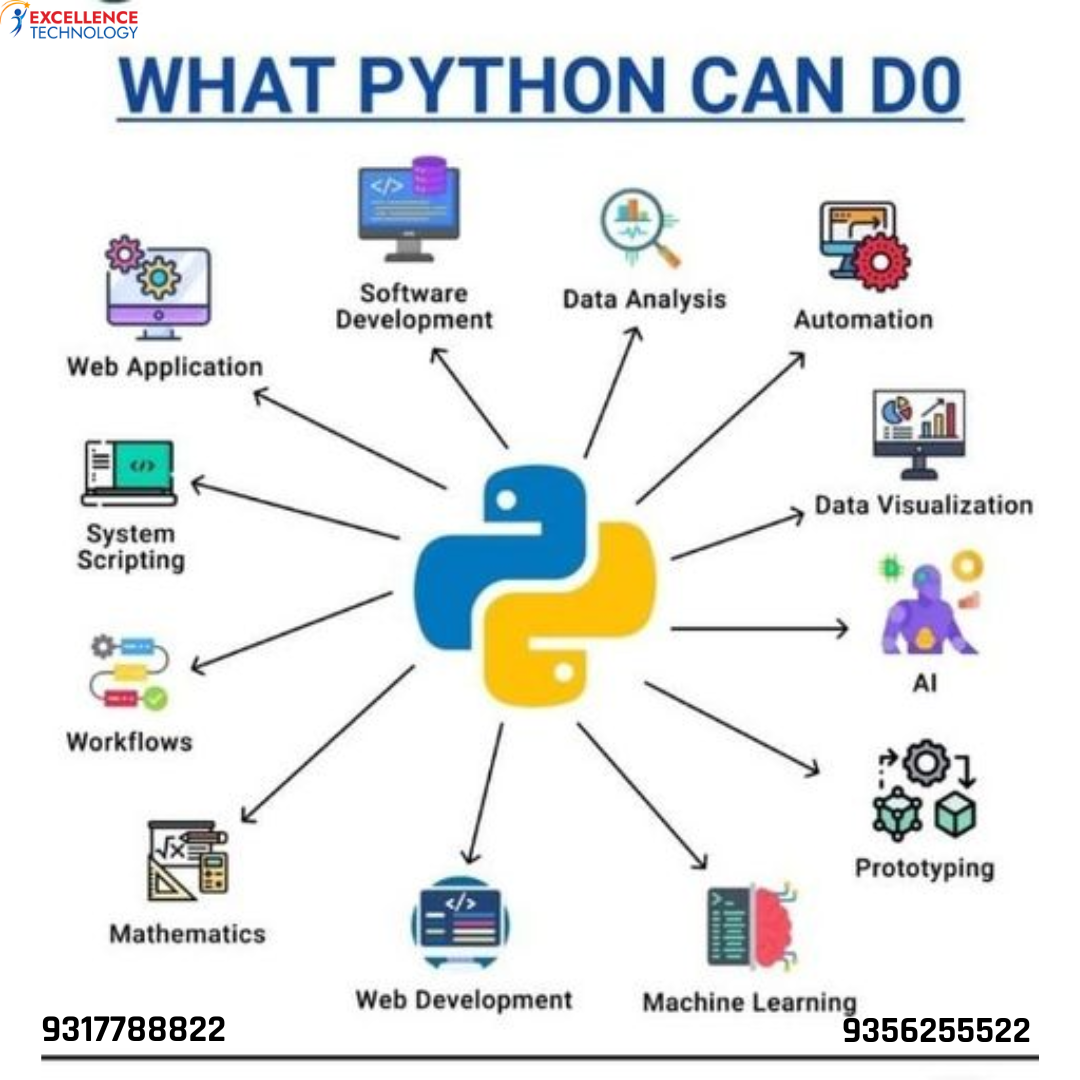 EXCELLENCE
TECHNOLOGY
WHAT PYTHON CAN D0
</>
Software
Development
Data Analysis
Automation
Web Application
Data Visualization
</>
System
Scripting
AI
Workflows
Prototyping
√x
Mathematics
</>
Web Development
>_
Machine Learning
9317788822
9356255522